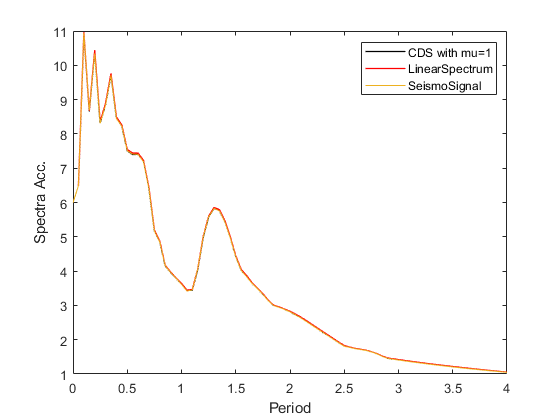 11
10
9
8
7
6
5
4
3
2
1
Spectra Acc.
CDS with mu=1
LinearSpectrum
SeismoSignal
0 0.5 1 1.5 2 2.5 3 3.5 4
Period